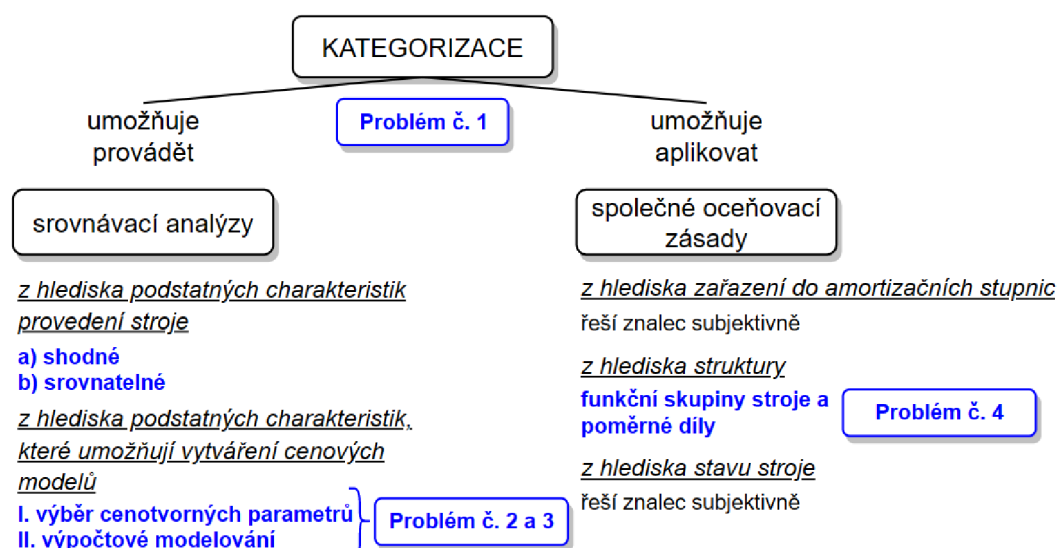 KATEGORIZACE
umožňuje
provádět
Problém č. 1
umožňuje
aplikovat
srovnávací analýzy
z hlediska podstatných charakteristik
provedení stroje
a) shodné
b) srovnatelné
z hlediska podstatných charakteristik,
které umožňují vytváření cenových
modelů
I. výběr cenotvorných parametrů
II. výpočtové modelování
Problém č. 2 a 3
společné oceňovací
zásady
z hlediska zařazení do amortizačních stupnic
řeší znalec subjektivně
z hlediska struktury
funkční skupiny stroje a
poměrné díly
Problém č. 4
z hlediska stavu stroje
řeší znalec subjektivně